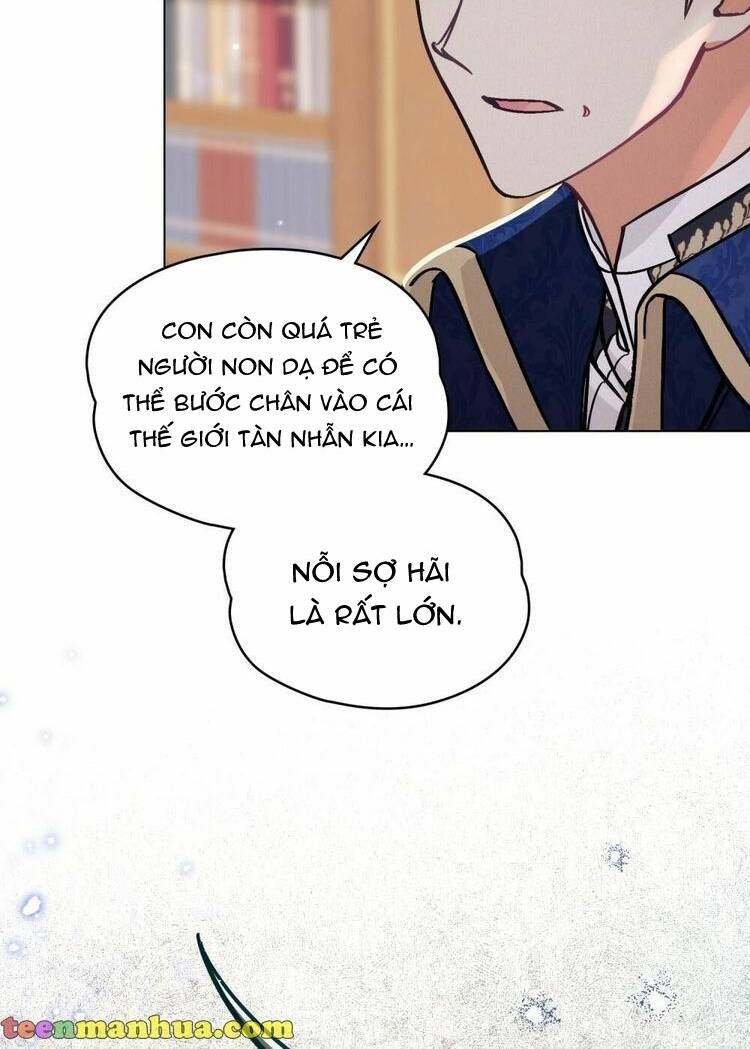 CON CÒN QUÁ TRẺ
NGƯỜI NON DẠ ĐỂ CÓ
THỂ BƯỚC CHÂN VÀO CÁI
THẾ GIỚI TÀN NHẪN KIA...
NỖI SỢ HÃI
LÀ RẤT LỚN.
teenmanhua.com